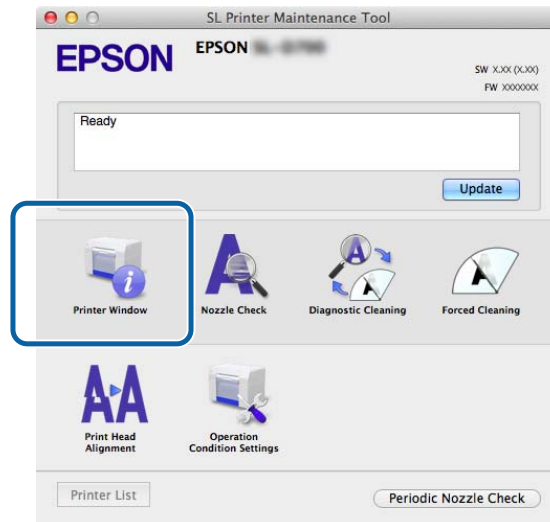 SL Printer Maintenance Tool
EPSON
EPSON
SW X.XX (X.XX)
FW XXXXXXX
Ready
Update
Printer Window
Nozzle Check
Diagnostic Cleaning
Forced Cleaning
Print Head
Alignment
Operation
Condition Settings
Printer List
Periodic Nozzle Check